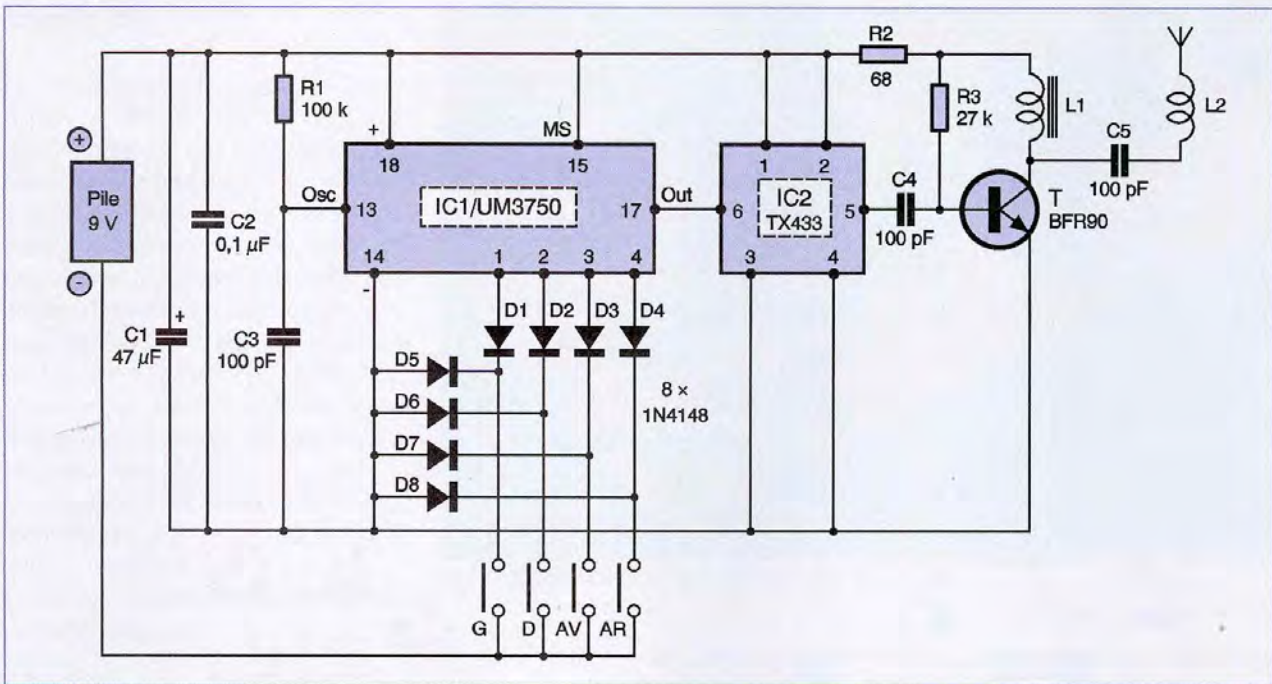 R2
68
R1
100 k
R3
27 k
L1
L2
+
MS
18
15
1
2
C5
100 pF
+
Pile
9 V
-
Osc
13
IC1/UM3750
17
Out
6
IC2
TX433
5
C4
100 pF
T
BFR90
C2
0,1 µF
14
1
2
3
4
3
4
-
+
C1
47 µF
C3
100 pF
D1
D2
D3
D4
D5
D6
D7
D8
8 ×
1N4148
G
D
AV
AR